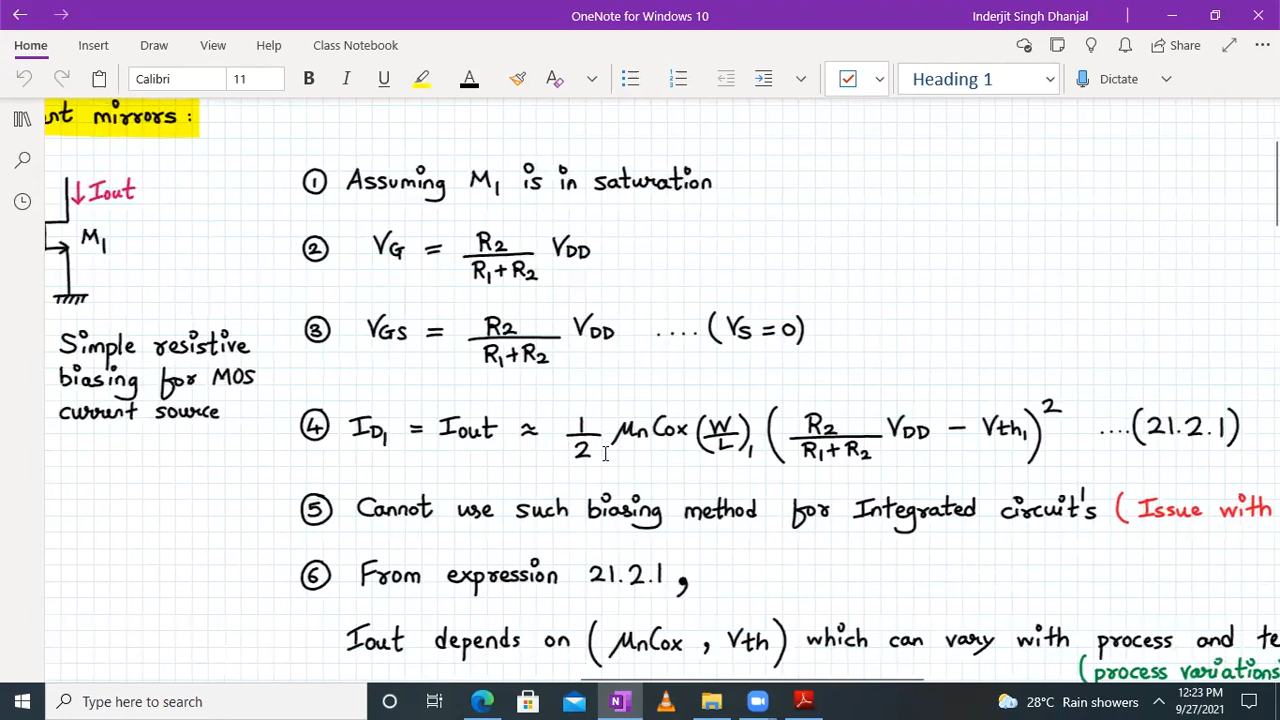 OneNote for Windows 10
Inderjit Singh Dhanjal
Home Insert Draw View Help Class Notebook Share
Calibri 11 B I U A Heading 1 Dictate
nt mirrors:
↓Iout
M1
Simple resistive
biasing for MOS
current source
① Assuming M1 is in saturation
② VG = R2/(R1+R2) VDD
③ VGS = R2/(R1+R2) VDD ....(VS=0)
④ ID1 = Iout ≈ 1/2 μnCox (W/L)1 (R2/(R1+R2) VDD - Vth1)^2 ....(21.2.1)
⑤ Cannot use such biasing method for Integrated circuit's (Issue with
⑥ From expression 21.2.1,
Iout depends on (μnCox, Vth) which can vary with process and te
(process variations
Type here to search
28°C Rain showers
12:23 PM
9/27/2021